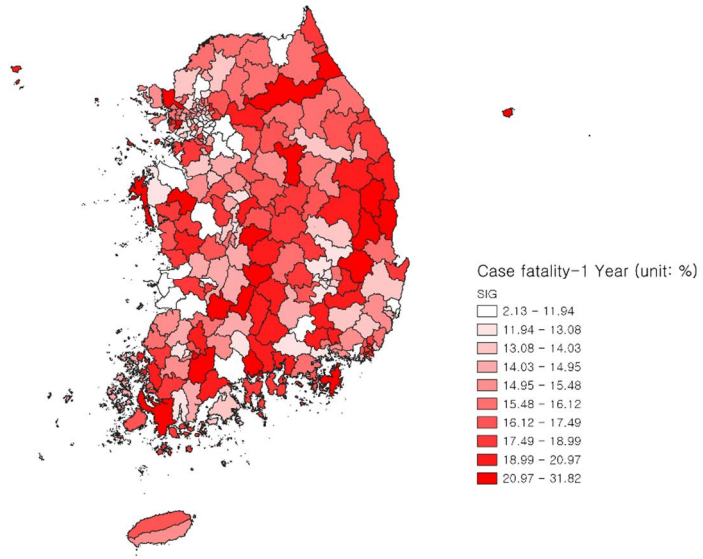 Case fatality-1 Year (unit: %)
SIG
2.13 - 11.94
11.94 - 13.08
13.08 - 14.03
14.03 - 14.95
14.95 - 15.48
15.48 - 16.12
16.12 - 17.49
17.49 - 18.99
18.99 - 20.97
20.97 - 31.82